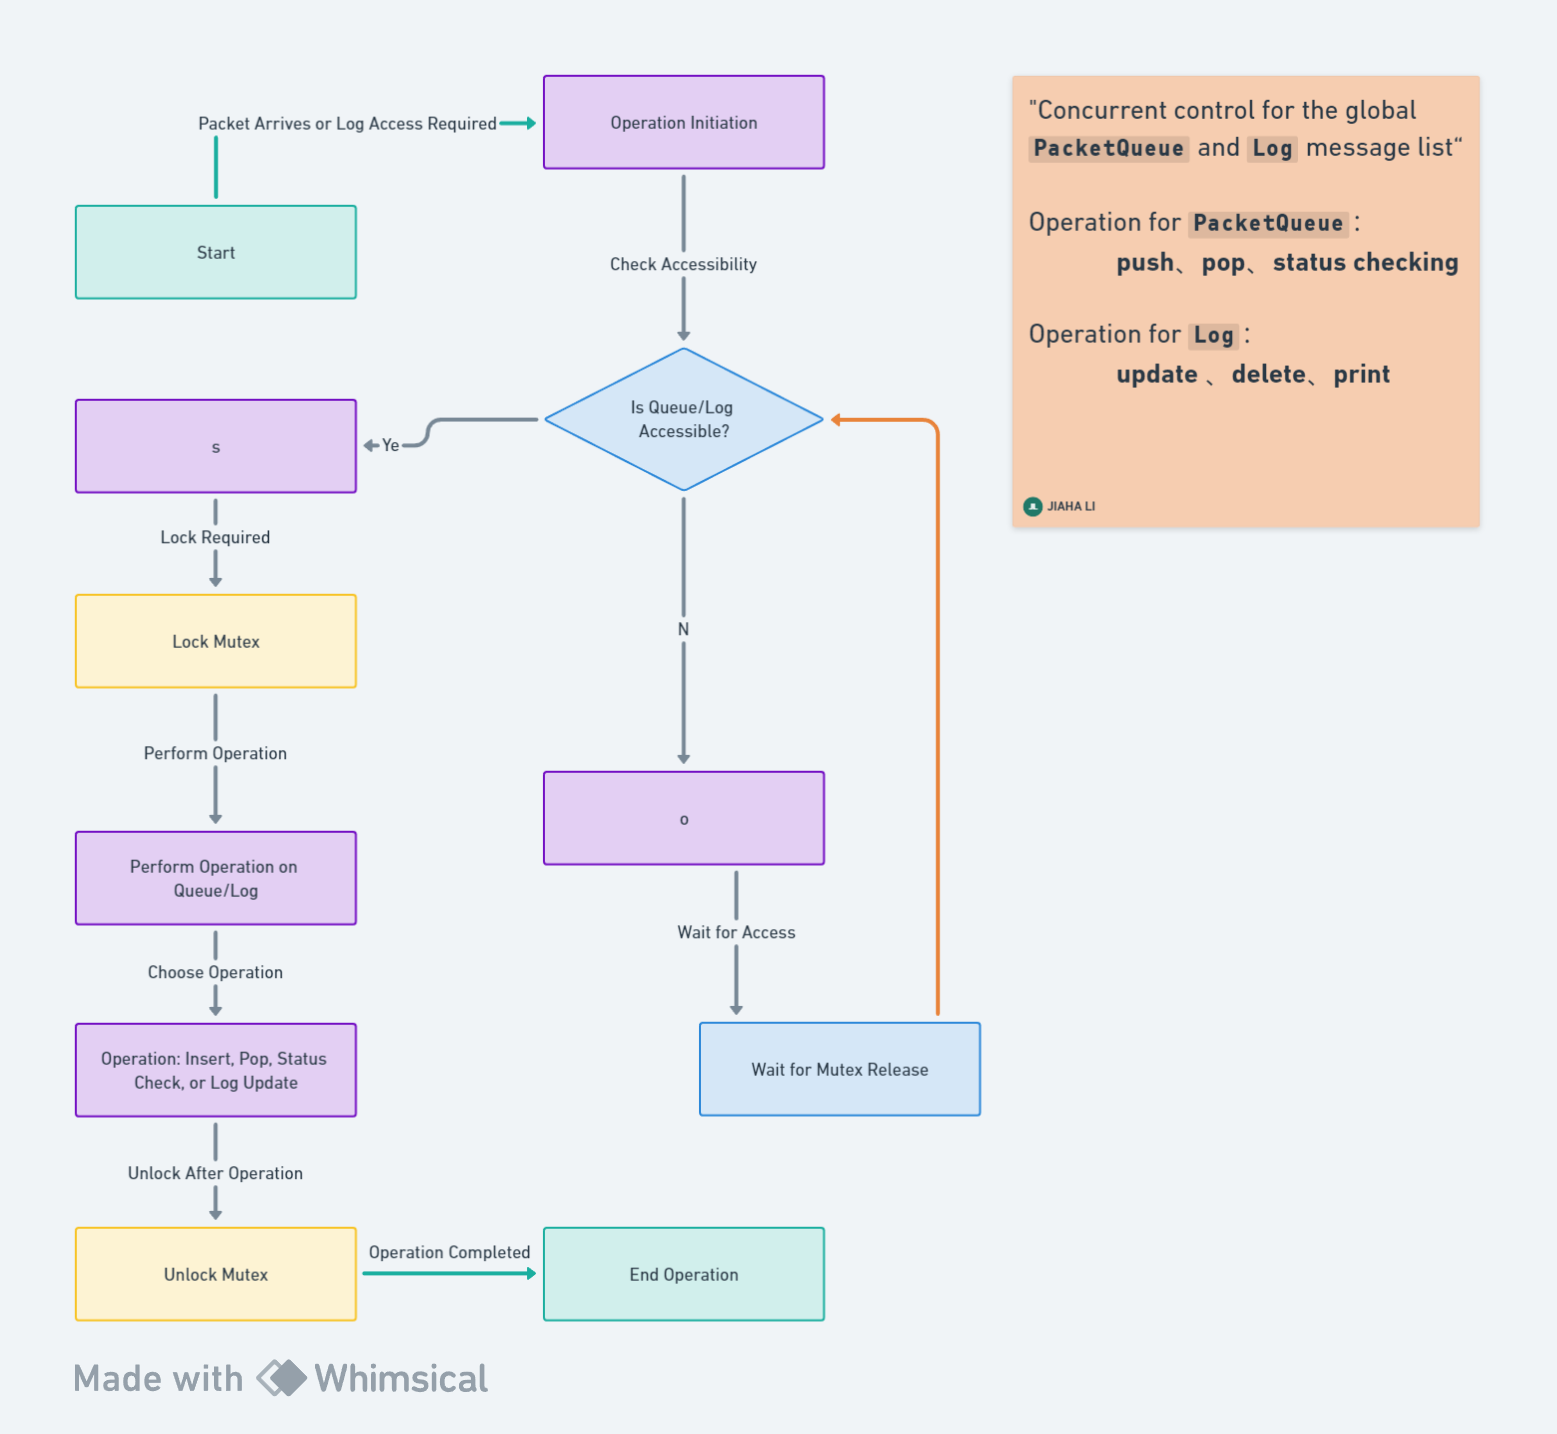 Packet Arrives or Log Access Required
Operation Initiation
Start
Check Accessibility
Is Queue/Log
Accessible?
Ye
s
Lock Required
Lock Mutex
N
Perform Operation
o
Perform Operation on
Queue/Log
Wait for Access
Choose Operation
Operation: Insert, Pop, Status
Check, or Log Update
Wait for Mutex Release
Unlock After Operation
Unlock Mutex
Operation Completed
End Operation
"Concurrent control for the global
PacketQueue and Log message list“
Operation for PacketQueue :
push、 pop、 status checking
Operation for Log :
update 、 delete、 print
JIAHA LI
Made with Whimsical